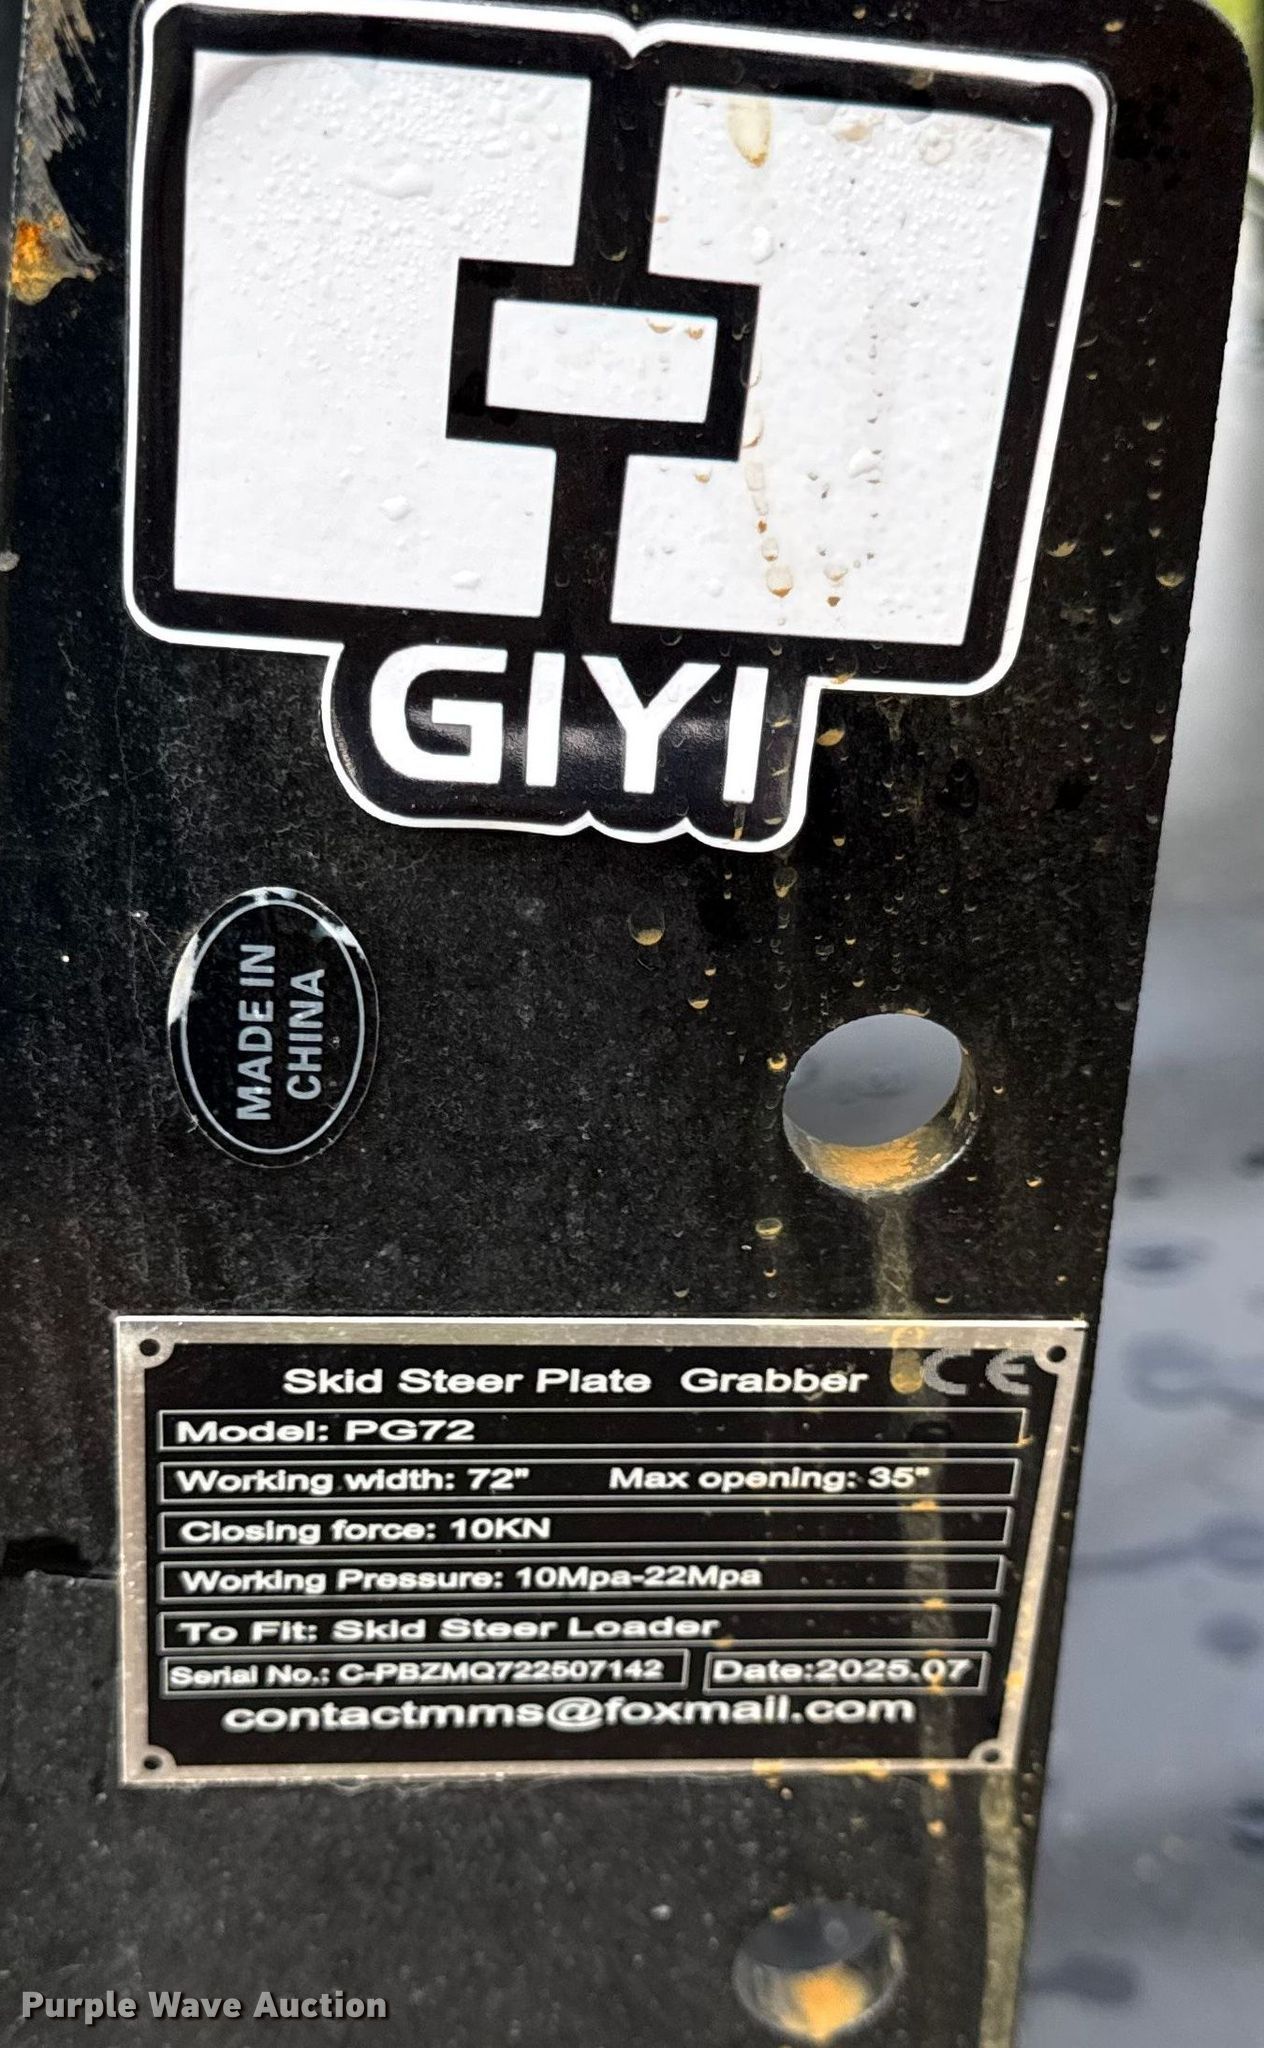 GIYI
MADE IN
CHINA
Skid Steer Plate Grabber CE
Model: PG72
Working width: 72" Max opening: 35"
Closing force: 10KN
Working Pressure: 10Mpa-22Mpa
To Fit: Skid Steer Loader
Serial No.: C-PBZMQ722507142 Date:2025.07
contactmms@foxmail.com
Purple Wave Auction